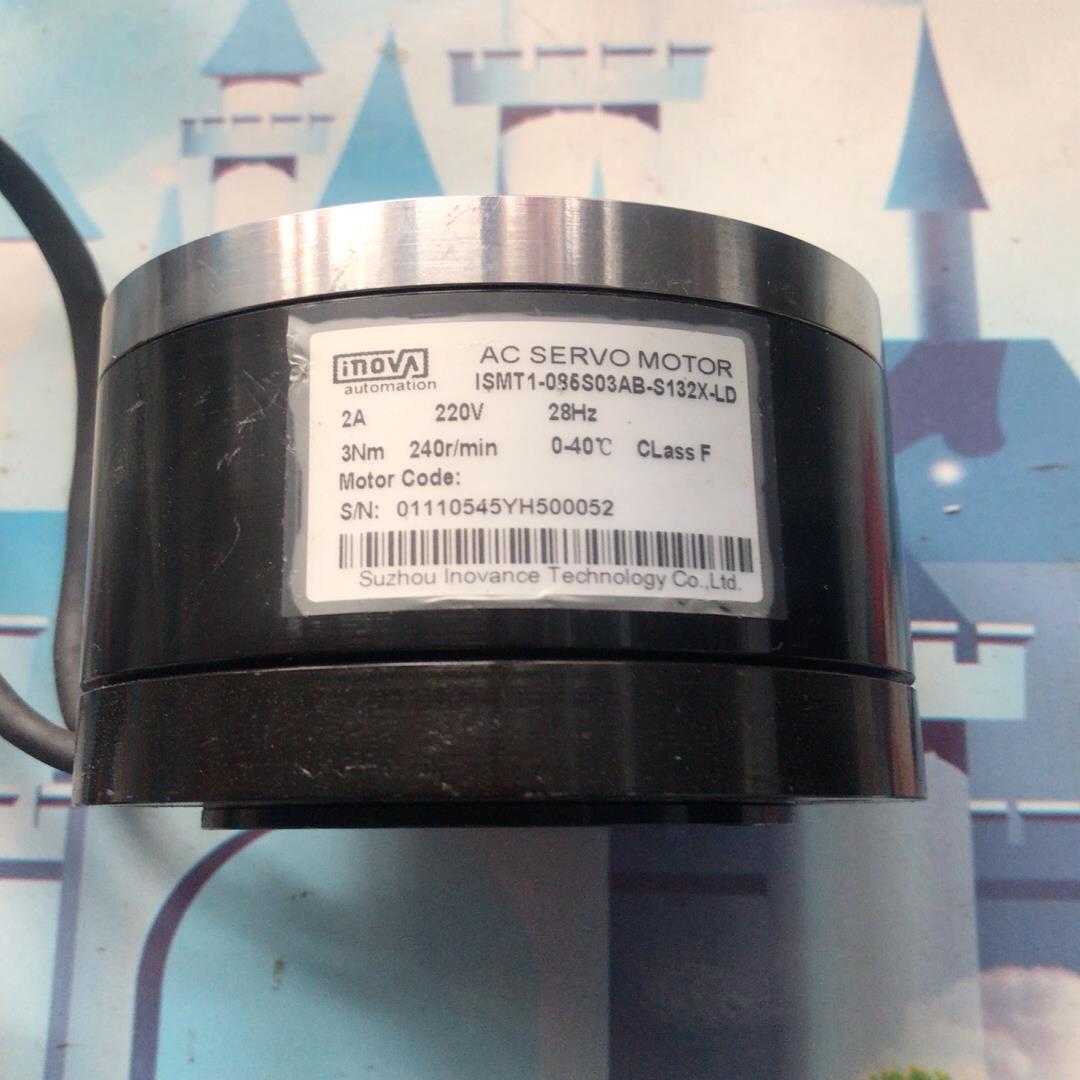 inovA
automation
AC SERVO MOTOR
ISMT1-085S03AB-S132X-LD
2A 220V 28Hz
3Nm 240r/min 0-40℃ CLass F
Motor Code:
S/N: 01110545YH500052
Suzhou Inovance Technology Co.,Ltd.